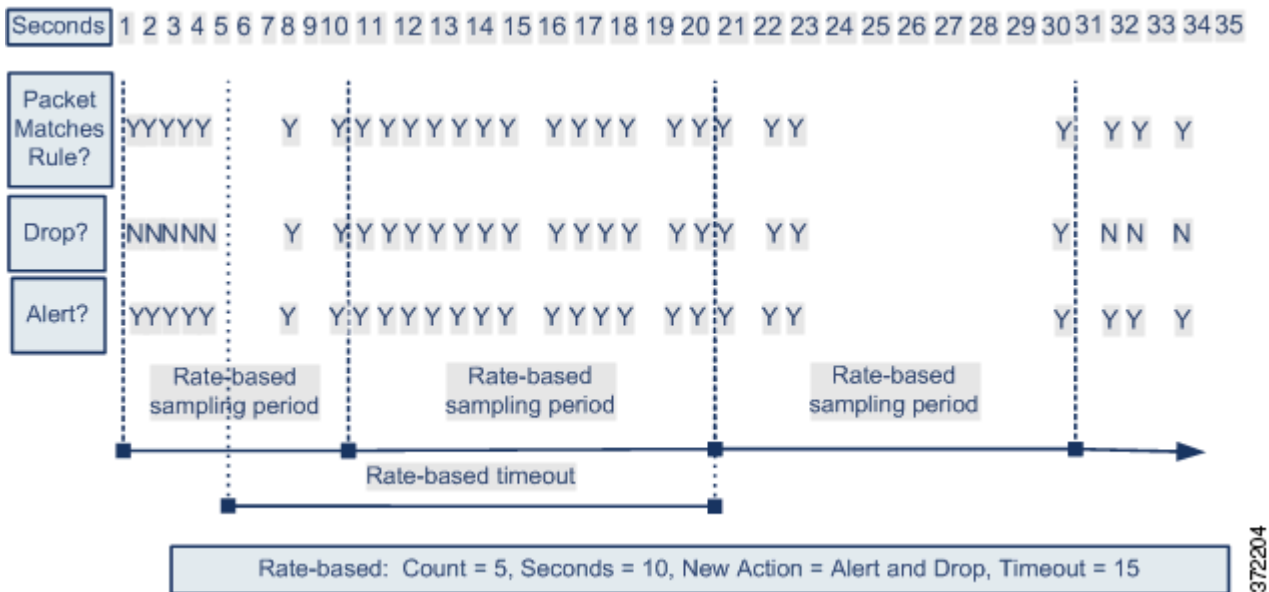 Seconds 1 2 3 4 5 6 7 8 9 10 11 12 13 14 15 16 17 18 19 20 21 22 23 24 25 26 27 28 29 30 31 32 33 34 35
Packet
Matches
Rule?
YYYYY Y Y Y Y Y Y Y Y Y Y Y Y Y Y Y Y Y Y Y Y Y Y
Drop?
NNNNN Y Y Y Y Y Y Y Y Y Y Y Y Y Y Y Y Y Y Y N N N
Alert?
YYYYY Y Y Y Y Y Y Y Y Y Y Y Y Y Y Y Y Y Y Y Y Y Y
Rate-based
sampling period
Rate-based
sampling period
Rate-based
sampling period
Rate-based timeout
Rate-based: Count = 5, Seconds = 10, New Action = Alert and Drop, Timeout = 15
372204